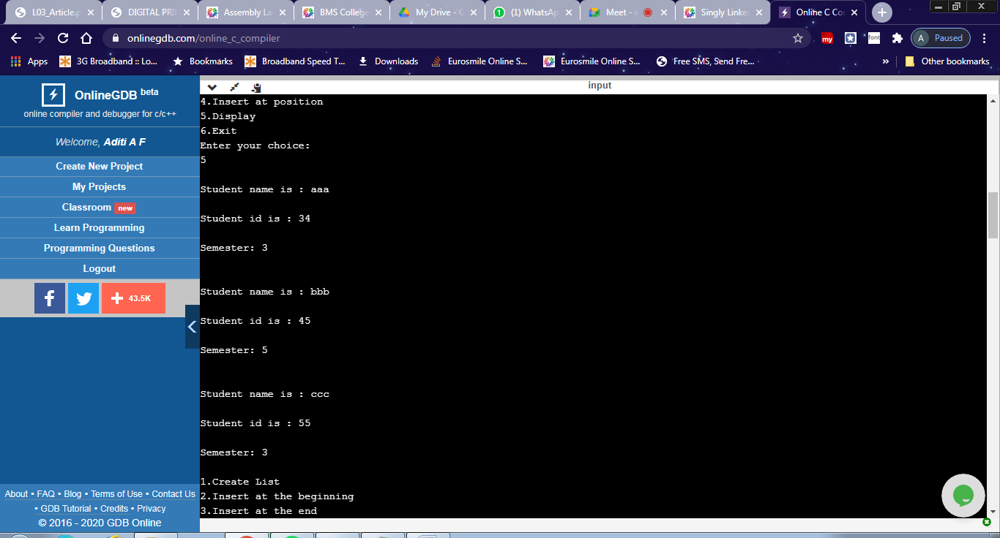 L03_Article.p
DIGITAL PRI
Assembly La
BMS College
My Drive - G
(1) WhatsAp
Meet -
Singly Linke
Online C Co
onlinegdb.com/online_c_compiler
my
font
A Paused
Apps
3G Broadband :: Lo...
Bookmarks
Broadband Speed T...
Downloads
Eurosmile Online S...
Eurosmile Online S...
Free SMS, Send Fre...
»
Other bookmarks
OnlineGDB beta
online compiler and debugger for c/c++
Welcome, Aditi A F
Create New Project
My Projects
Classroom new
Learn Programming
Programming Questions
Logout
43.5K
About • FAQ • Blog • Terms of Use • Contact Us
• GDB Tutorial • Credits • Privacy
© 2016 - 2020 GDB Online
input
4.Insert at position
5.Display
6.Exit
Enter your choice:
5
Student name is : aaa
Student id is : 34
Semester: 3
Student name is : bbb
Student id is : 45
Semester: 5
Student name is : ccc
Student id is : 55
Semester: 3
1.Create List
2.Insert at the beginning
3.Insert at the end